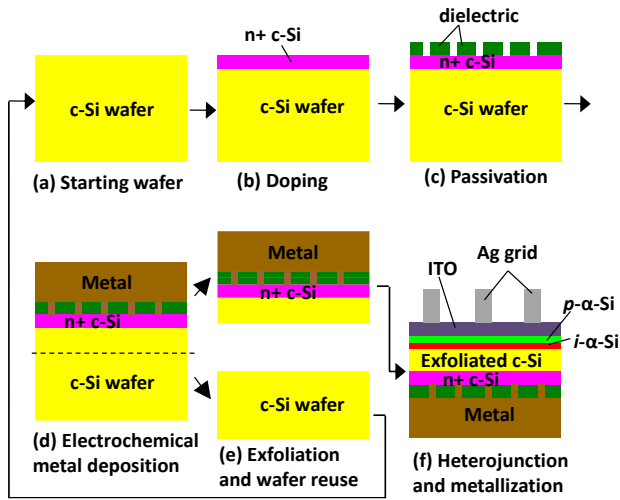 dielectric
n+ c-Si
n+ c-Si
c-Si wafer
c-Si wafer
c-Si wafer
(a) Starting wafer
(b) Doping
(c) Passivation
Metal
n+ c-Si
c-Si wafer
(d) Electrochemical
metal deposition
Metal
n+ c-Si
c-Si wafer
(e) Exfoliation
and wafer reuse
ITO
Ag grid
p-α-Si
i-α-Si
Exfoliated c-Si
n+ c-Si
Metal
(f) Heterojunction
and metallization